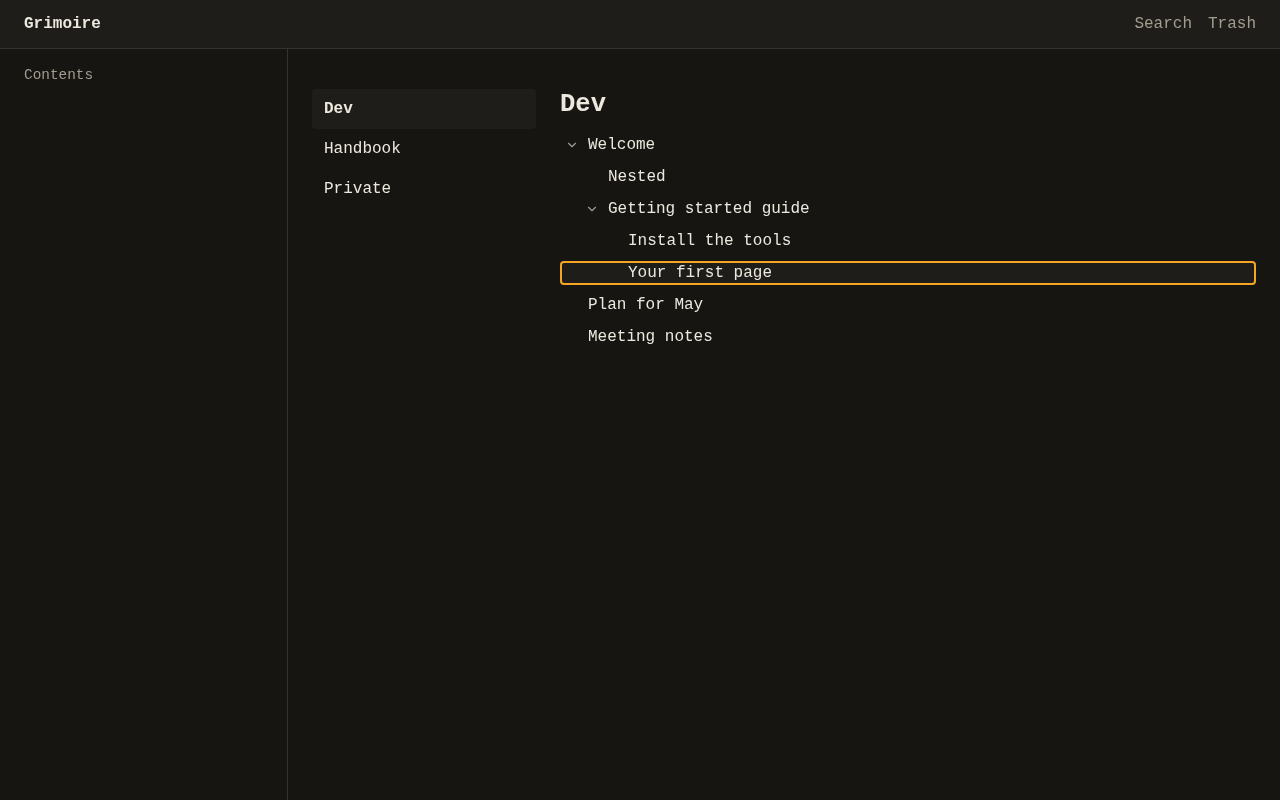 Grimoire
Search Trash
Contents
Dev
Handbook
Private
Dev
Welcome
Nested
Getting started guide
Install the tools
Your first page
Plan for May
Meeting notes